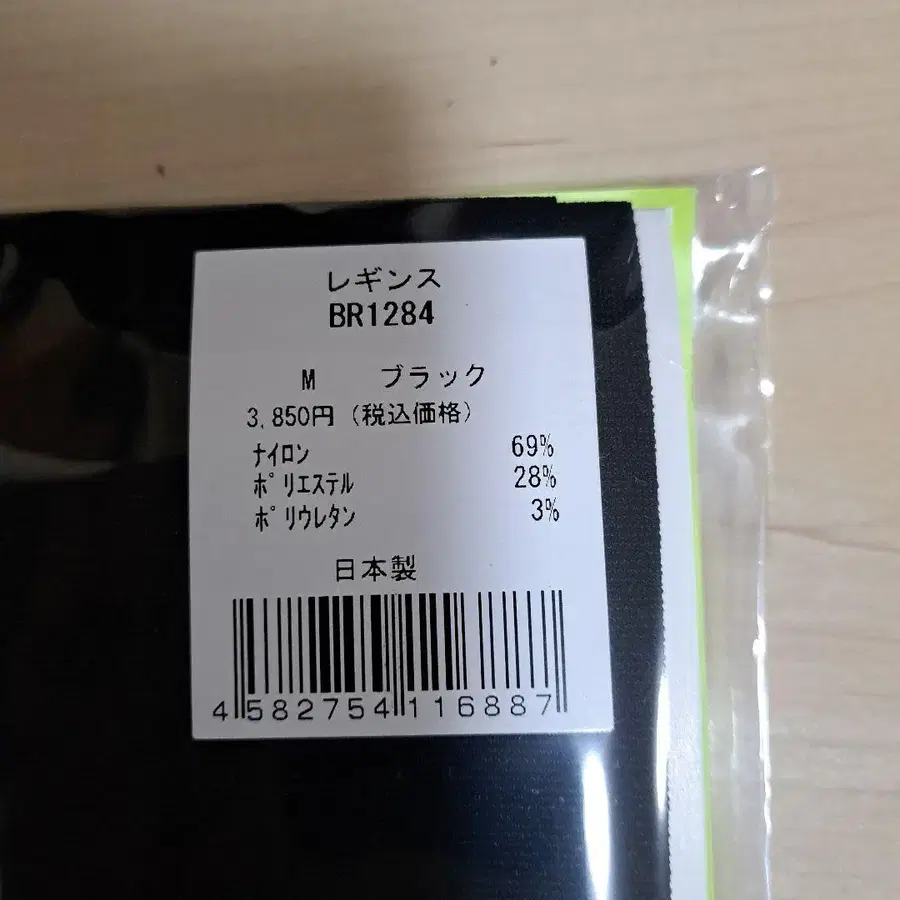 レギンス
BR1284
M ブラック
3,850円(税込価格)
ナイロン 69%
ポリエステル 28%
ポリウレタン 3%
日本製
4582754116887